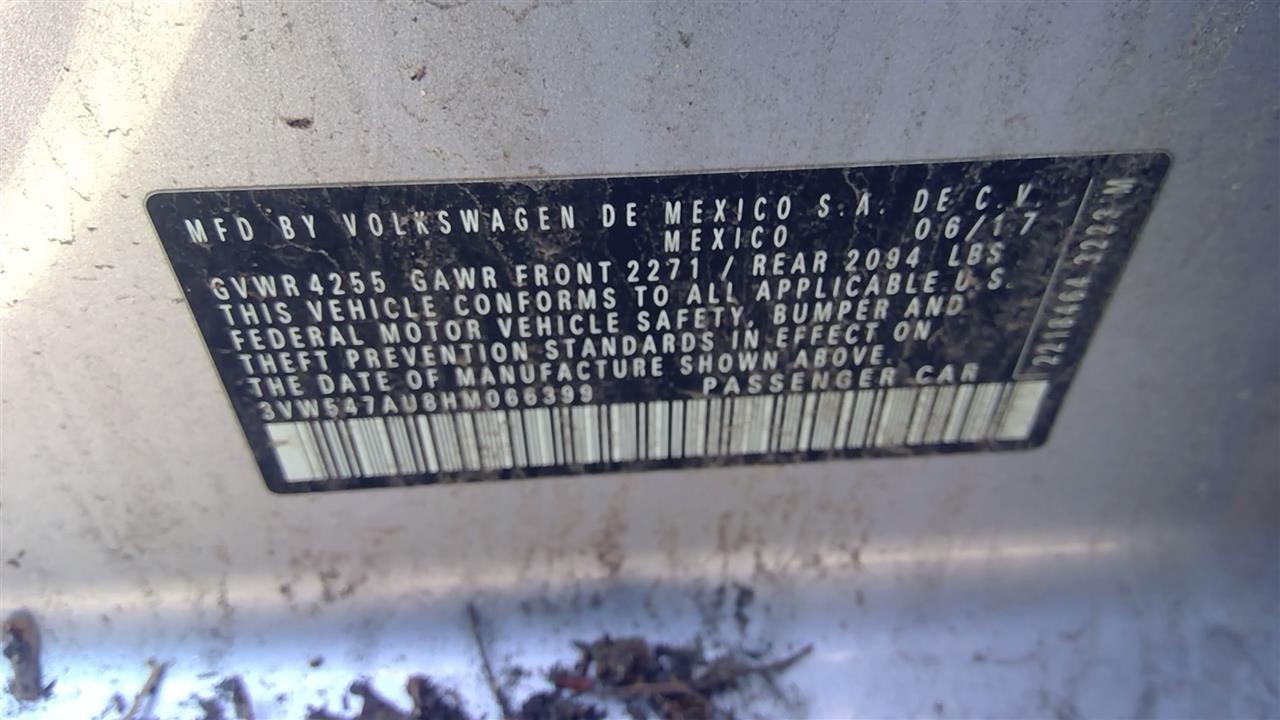 MFD BY VOLKSWAGEN DE MEXICO S.A. DE C.V.
MEXICO 06/17
GVWR 4255 GAWR FRONT 2271 / REAR 2094 LBS
THIS VEHICLE CONFORMS TO ALL APPLICABLE U.S.
FEDERAL MOTOR VEHICLE SAFETY, BUMPER AND
THEFT PREVENTION STANDARDS IN EFFECT ON
THE DATE OF MANUFACTURE SHOWN ABOVE.
3VW547AU8HM066399 PASSENGER CAR
2218464 3222 M